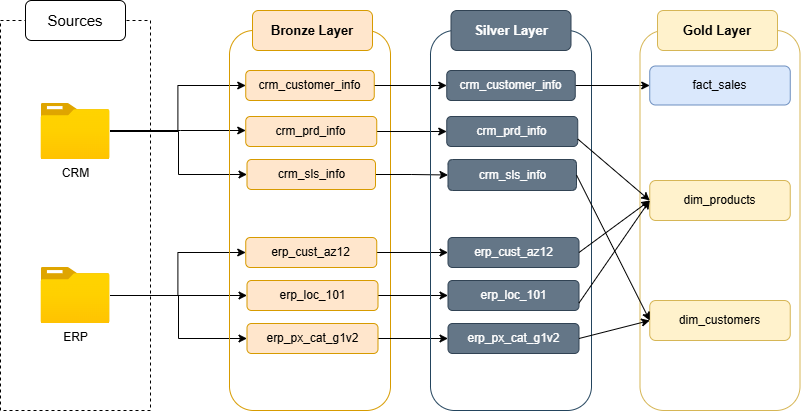 Sources
Bronze Layer
Silver Layer
Gold Layer
crm_customer_info
crm_customer_info
fact_sales
crm_prd_info
crm_prd_info
CRM
crm_sls_info
crm_sls_info
dim_products
erp_cust_az12
erp_cust_az12
erp_loc_101
erp_loc_101
dim_customers
ERP
erp_px_cat_g1v2
erp_px_cat_g1v2